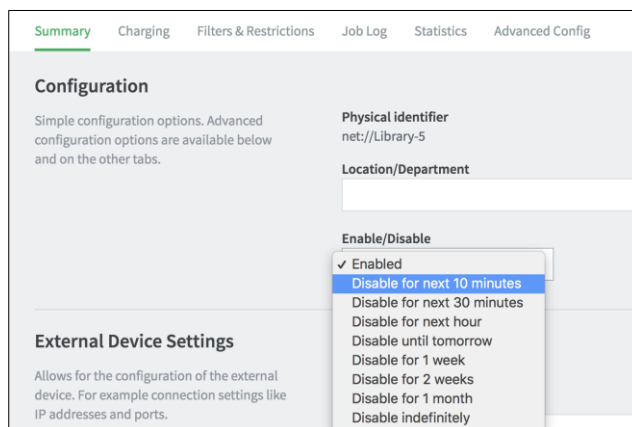 Summary Charging Filters & Restrictions Job Log Statistics Advanced Config
Configuration
Simple configuration options. Advanced
configuration options are available below
and on the other tabs.
Physical identifier
net://Library-5
Location/Department
Enable/Disable
✓ Enabled
Disable for next 10 minutes
Disable for next 30 minutes
Disable for next hour
Disable until tomorrow
Disable for 1 week
Disable for 2 weeks
Disable for 1 month
Disable indefinitely
External Device Settings
Allows for the configuration of the external
device. For example connection settings like
IP addresses and ports.